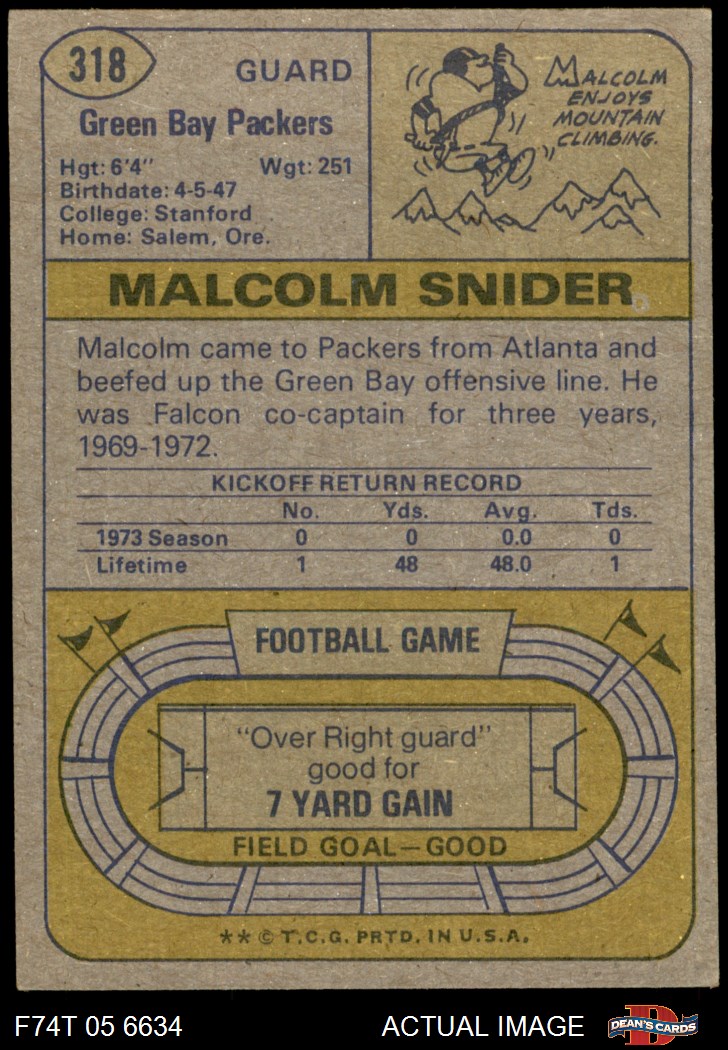 318
GUARD
Green Bay Packers
Hgt: 6'4" Wgt: 251
Birthdate: 4-5-47
College: Stanford
Home: Salem, Ore.
MALCOLM
ENJOYS
MOUNTAIN
CLIMBING.
MALCOLM SNIDER
Malcolm came to Packers from Atlanta and
beefed up the Green Bay offensive line. He
was Falcon co-captain for three years,
1969-1972.
KICKOFF RETURN RECORD
No. Yds. Avg. Tds.
1973 Season 0 0 0.0 0
Lifetime 1 48 48.0 1
FOOTBALL GAME
"Over Right guard"
good for
7 YARD GAIN
FIELD GOAL—GOOD
** © T.C.G. PRTD. IN U.S.A.
F74T 05 6634 ACTUAL IMAGE
D
DEAN'S CARDS